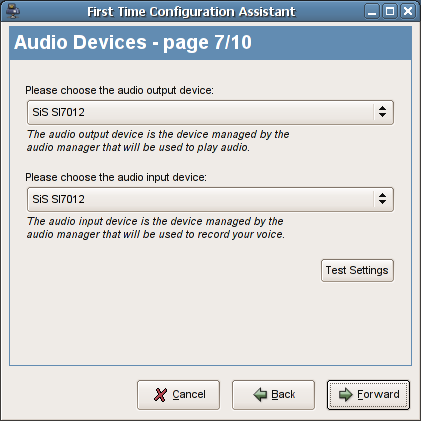 First Time Configuration Assistant
Audio Devices - page 7/10
Please choose the audio output device:
SiS SI7012
The audio output device is the device managed by the
audio manager that will be used to play audio.
Please choose the audio input device:
SiS SI7012
The audio input device is the device managed by the
audio manager that will be used to record your voice.
Test Settings
Cancel Back Forward